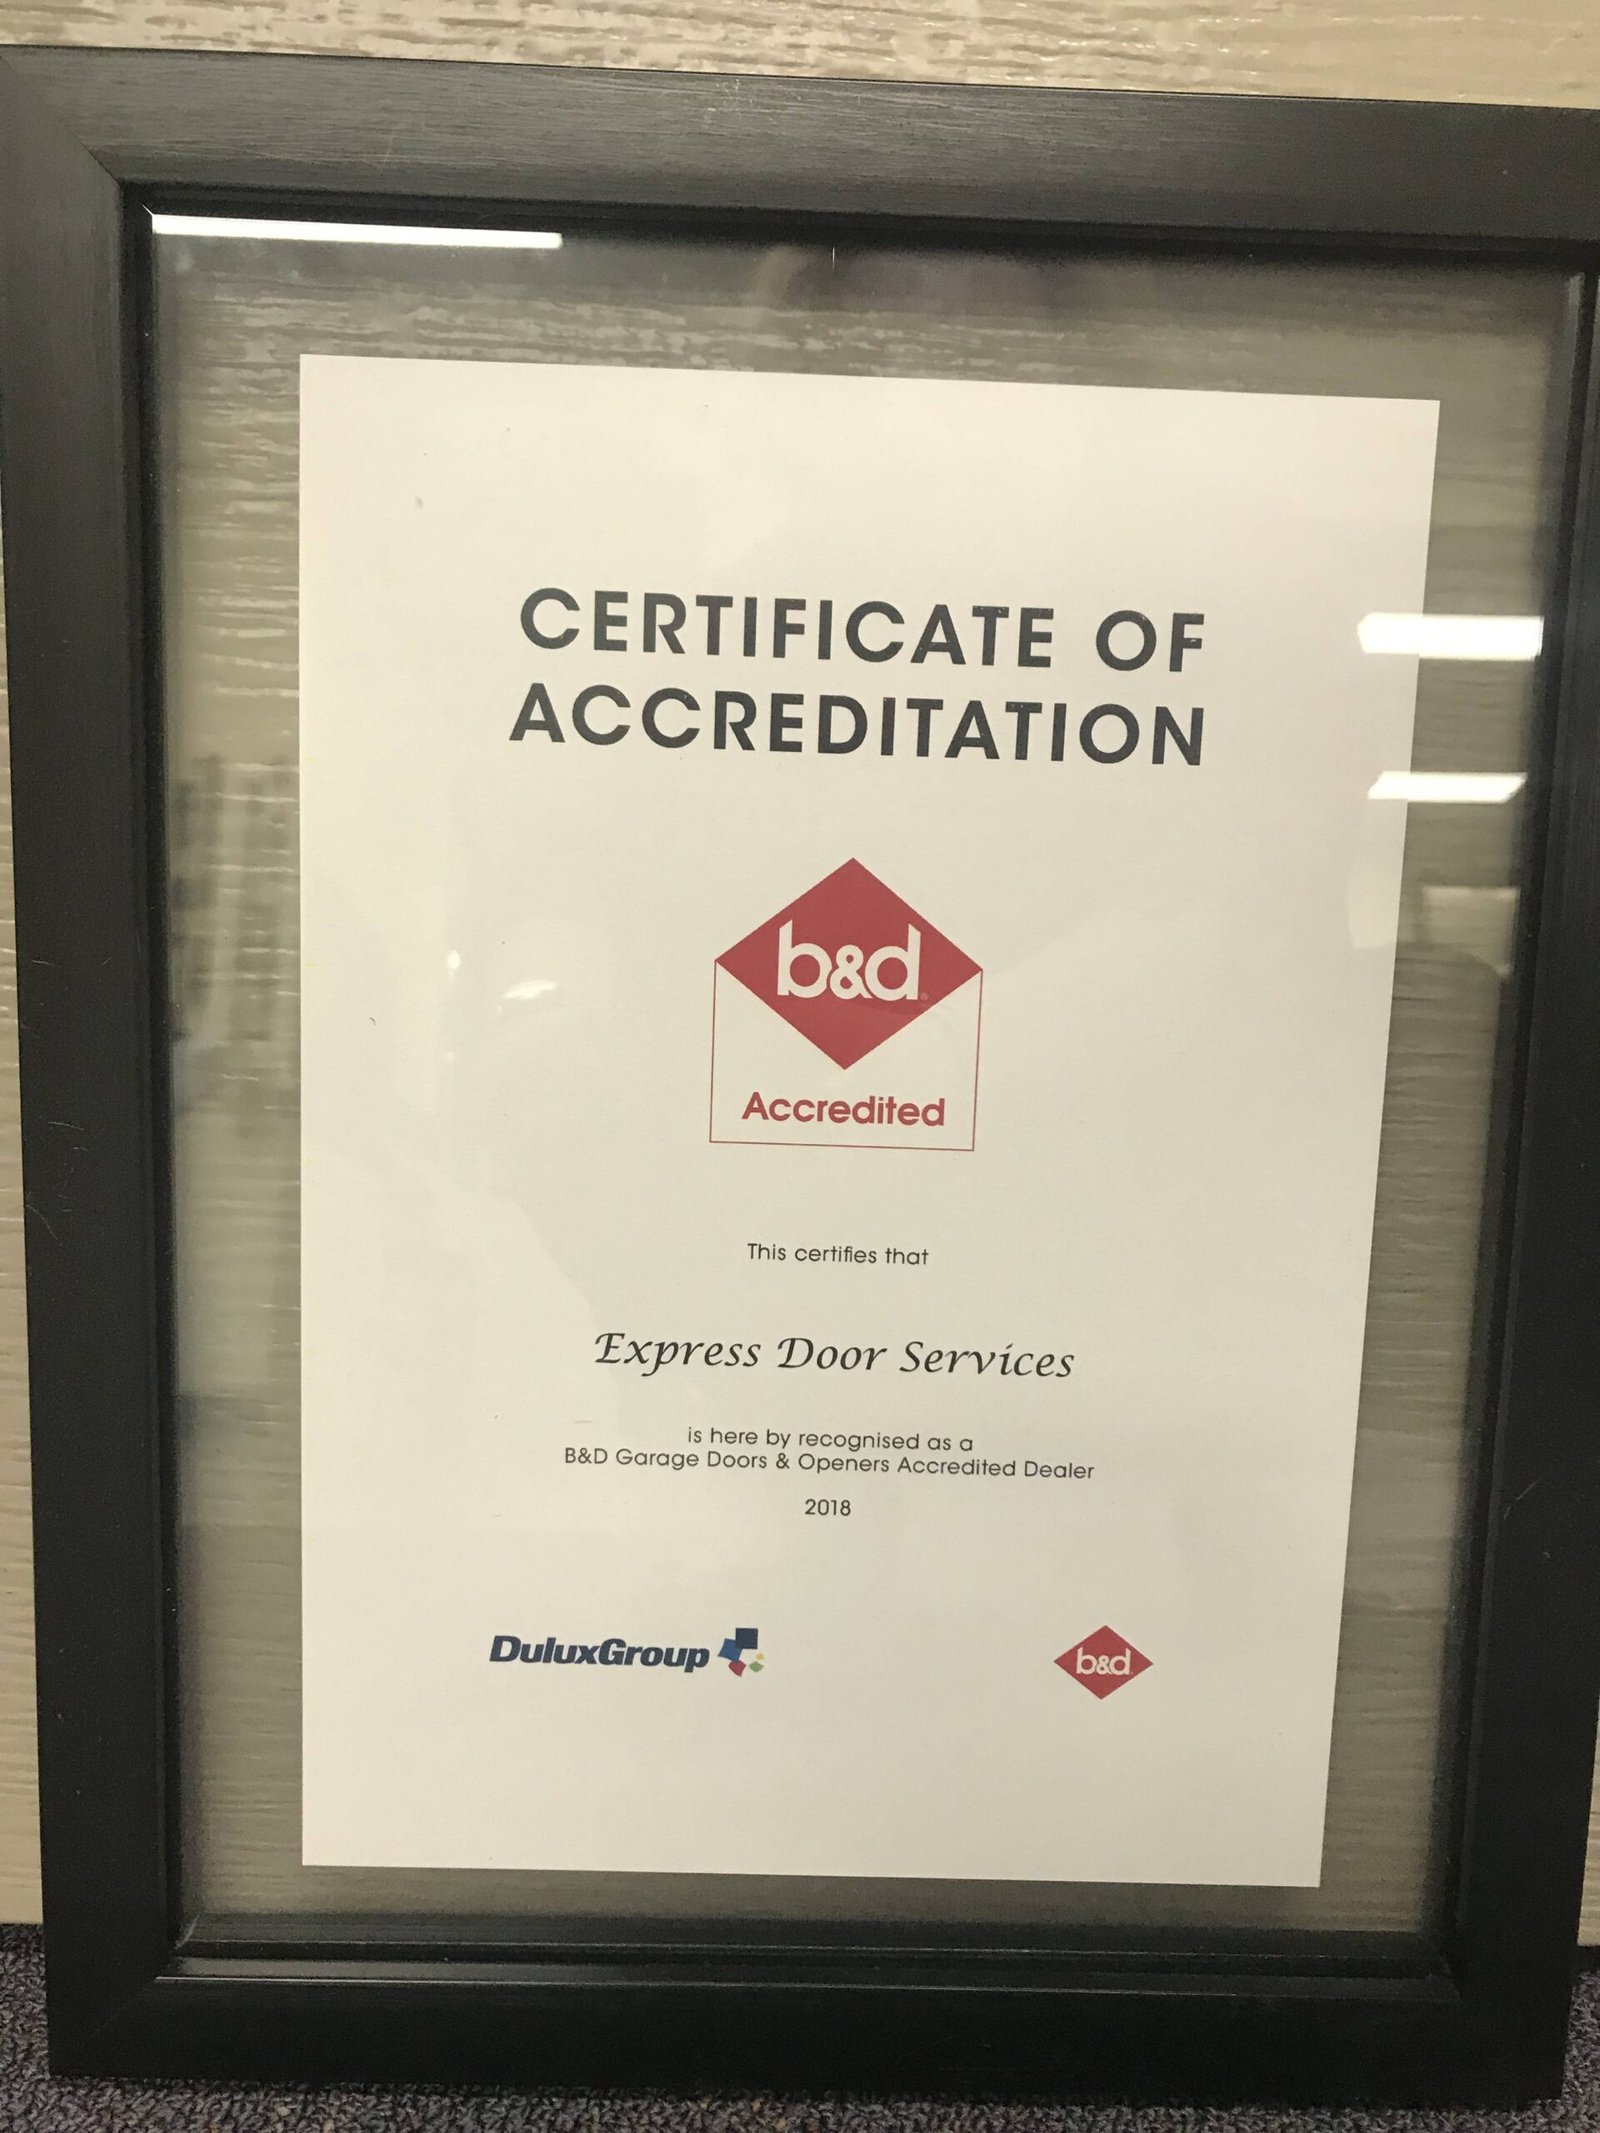 CERTIFICATE OF
ACCREDITATION
b&d
Accredited
This certifies that
Express Door Services
is here by recognised as a
B&D Garage Doors & Openers Accredited Dealer
2018
DuluxGroup
b&d